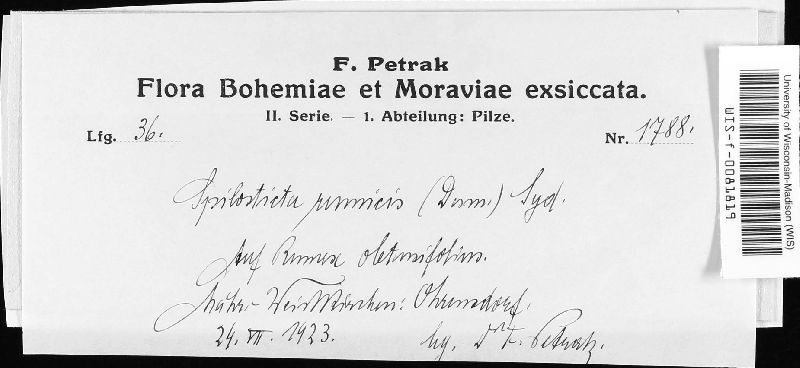 F. Petrak
Flora Bohemiae et Moraviae exsiccata.
II. Serie. — 1. Abteilung: Pilze.
Lfg. 36.
Nr. 1788.
Spilosticta rumicis (Desm.) Syd.
Auf Rumex obtusifolius.
Mähr.-Weisskirchen: Ohrensdorf.
24. VII. 1923.
lg. Dr F. Petrak.
University of Wisconsin-Madison (WIS)
WIS-f-0081819